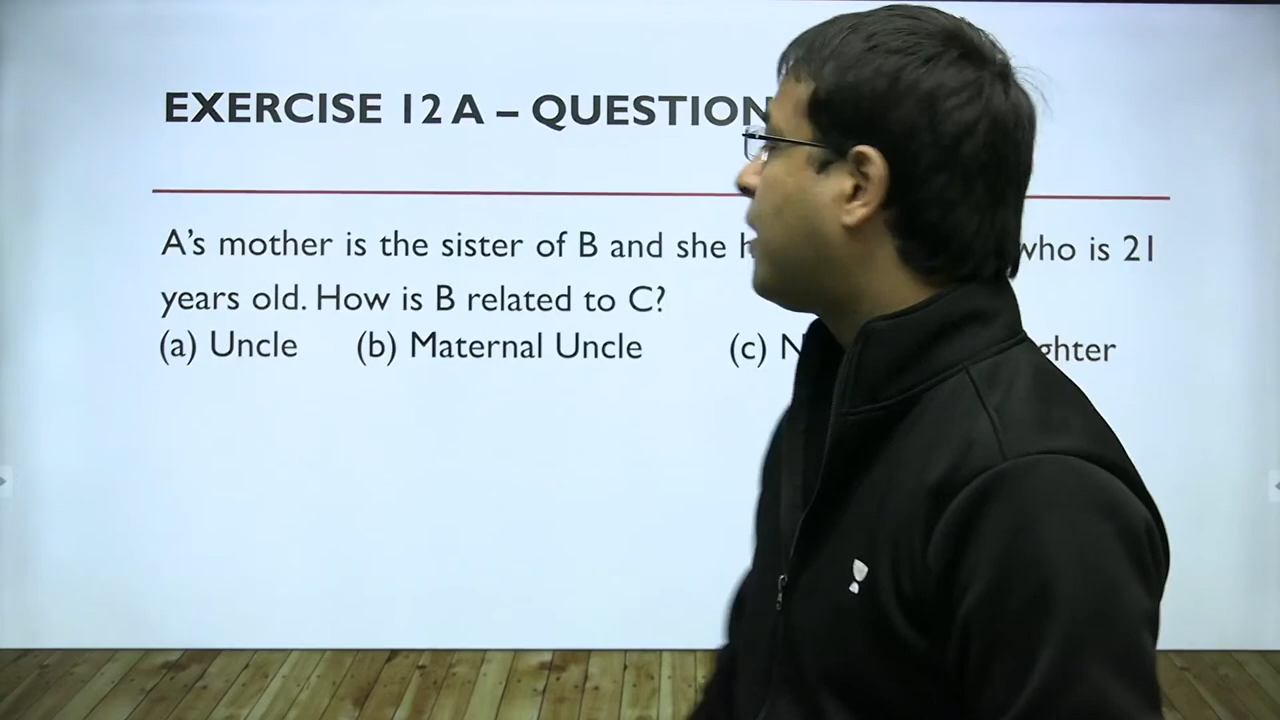 EXERCISE 12 A – QUESTION
A's mother is the sister of B and she who is 21
years old. How is B related to C?
(a) Uncle (b) Maternal Uncle (c)